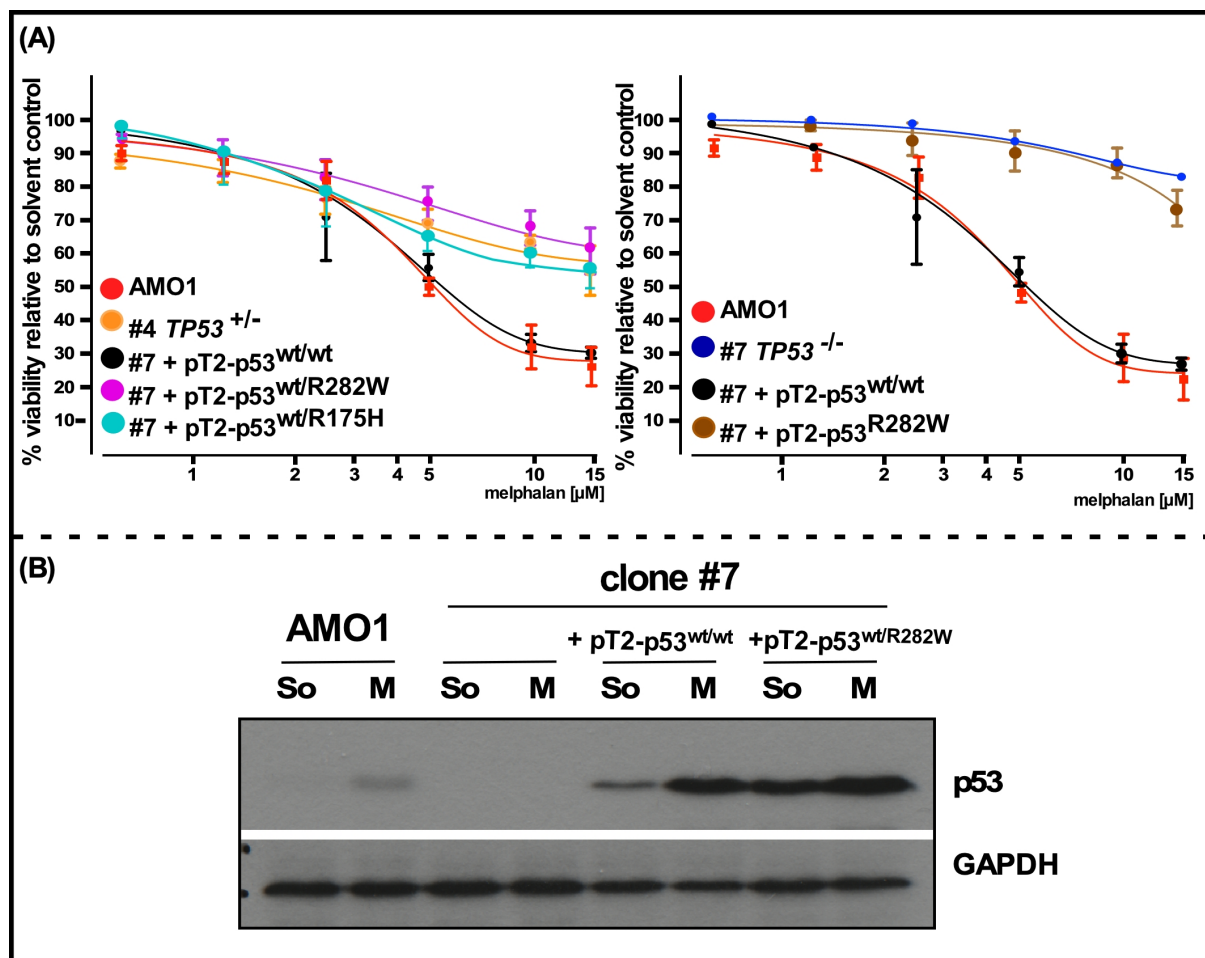 (A)
% viability relative to solvent control
100
90
80
70
60
50
40
30
20
10
AMO1
#4 TP53 +/-
#7 + pT2-p53wt/wt
#7 + pT2-p53wt/R282W
#7 + pT2-p53wt/R175H
1 2 3 4 5 10 15
melphalan [µM]
% viability relative to solvent control
100
90
80
70
60
50
40
30
20
10
AMO1
#7 TP53 -/-
#7 + pT2-p53wt/wt
#7 + pT2-p53R282W
1 2 3 4 5 10 15
melphalan [µM]
(B)
clone #7
AMO1
+ pT2-p53wt/wt +pT2-p53wt/R282W
So M So M So M So M
p53
GAPDH